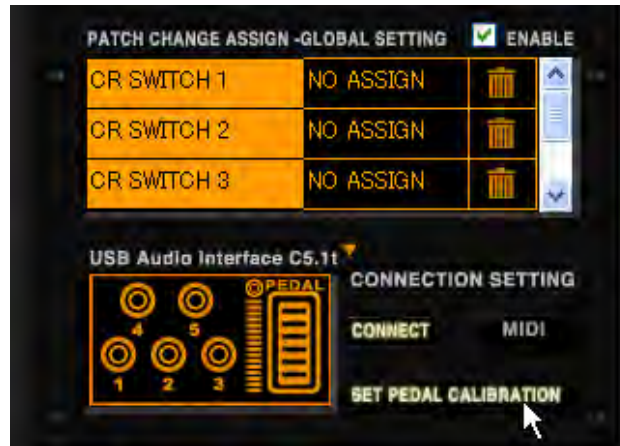 PATCH CHANGE ASSIGN -GLOBAL SETTING ENABLE
CR SWITCH 1 NO ASSIGN
CR SWITCH 2 NO ASSIGN
CR SWITCH 3 NO ASSIGN
USB Audio Interface C5.1t
PEDAL
4 5
1 2 3
CONNECTION SETTING
CONNECT MIDI
SET PEDAL CALIBRATION